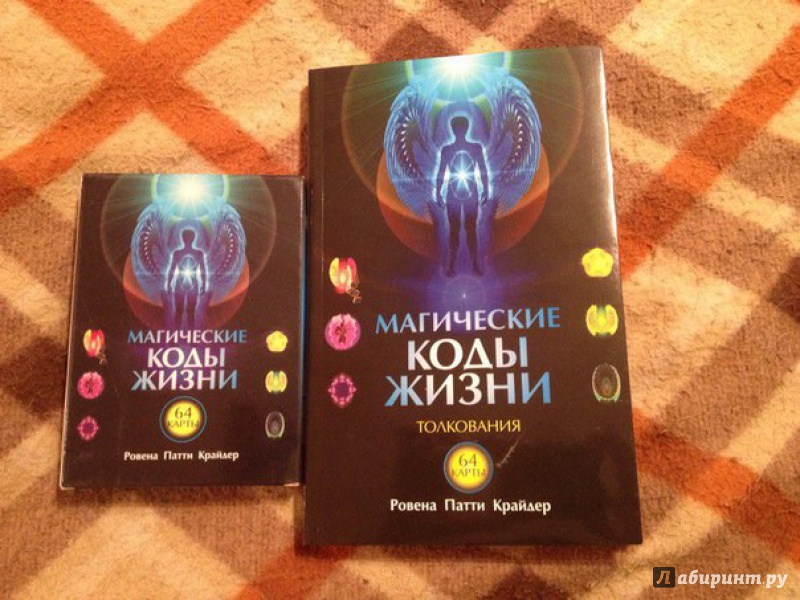 МАГИЧЕСКИЕ
КОДЫ
ЖИЗНИ
64
КАРТЫ
Ровена Патти Крайдер
МАГИЧЕСКИЕ
КОДЫ
ЖИЗНИ
ТОЛКОВАНИЯ
64
КАРТЫ
Ровена Патти Крайдер
Лабиринт.ру